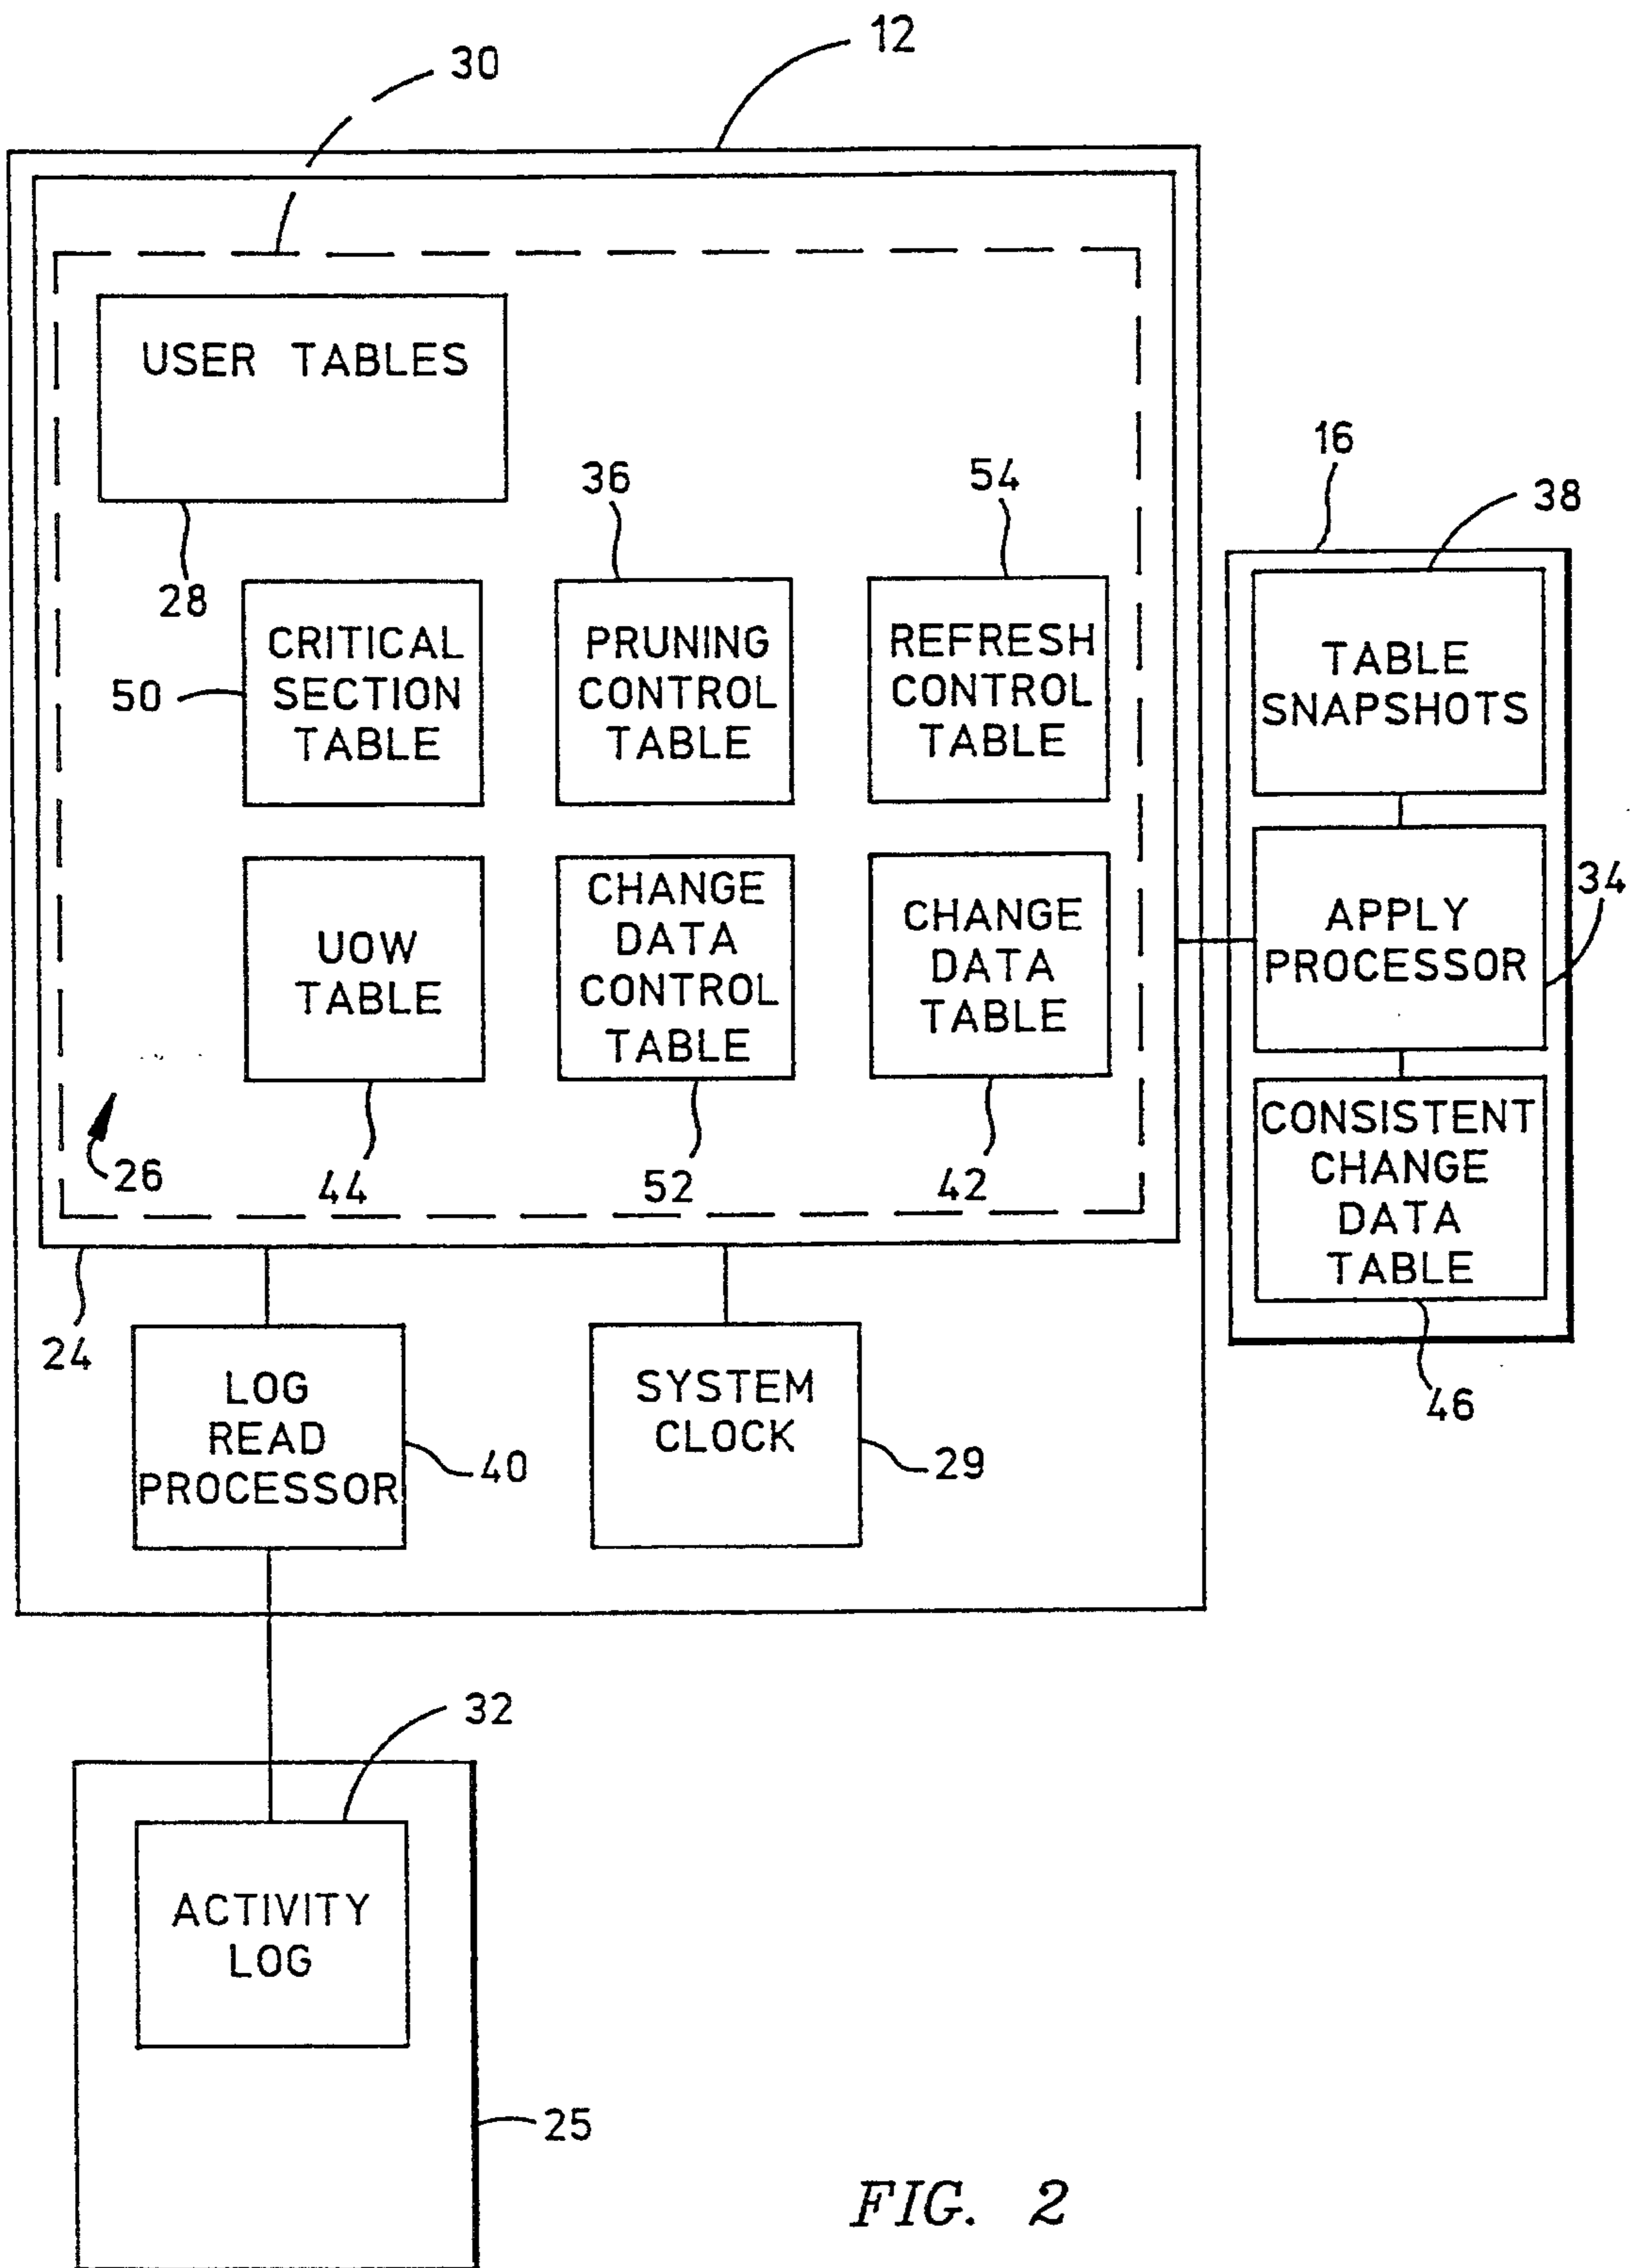 12
30
USER TABLES
28
16
38
36
54
50
CRITICAL
SECTION
TABLE
PRUNING
CONTROL
TABLE
REFRESH
CONTROL
TABLE
TABLE
SNAPSHOTS
34
UOW
TABLE
CHANGE
DATA
CONTROL
TABLE
CHANGE
DATA
TABLE
APPLY
PROCESSOR
26
44
52
42
CONSISTENT
CHANGE
DATA
TABLE
46
24
LOG
READ
PROCESSOR
40
SYSTEM
CLOCK
29
32
ACTIVITY
LOG
25
FIG. 2